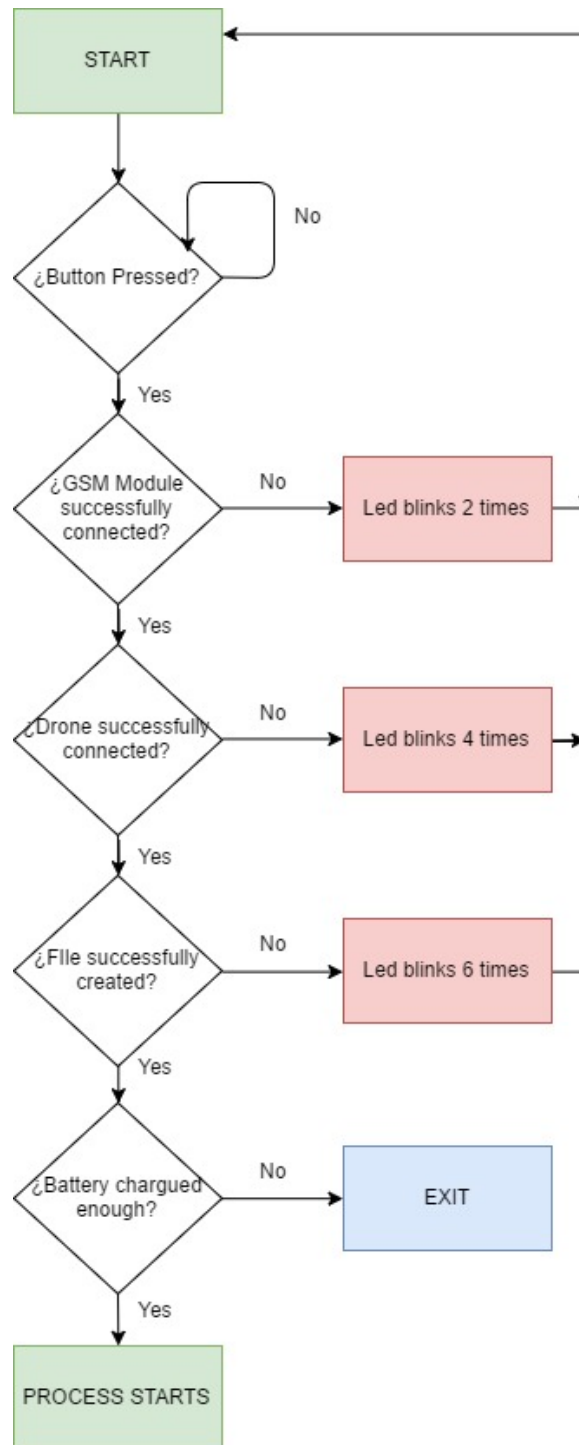 START
No
¿Button Pressed?
Yes
¿GSM Module
successfully
connected?
No
Led blinks 2 times
Yes
¿Drone successfully
connected?
No
Led blinks 4 times
Yes
¿FIle successfully
created?
No
Led blinks 6 times
Yes
¿Battery chargued
enough?
No
EXIT
Yes
PROCESS STARTS